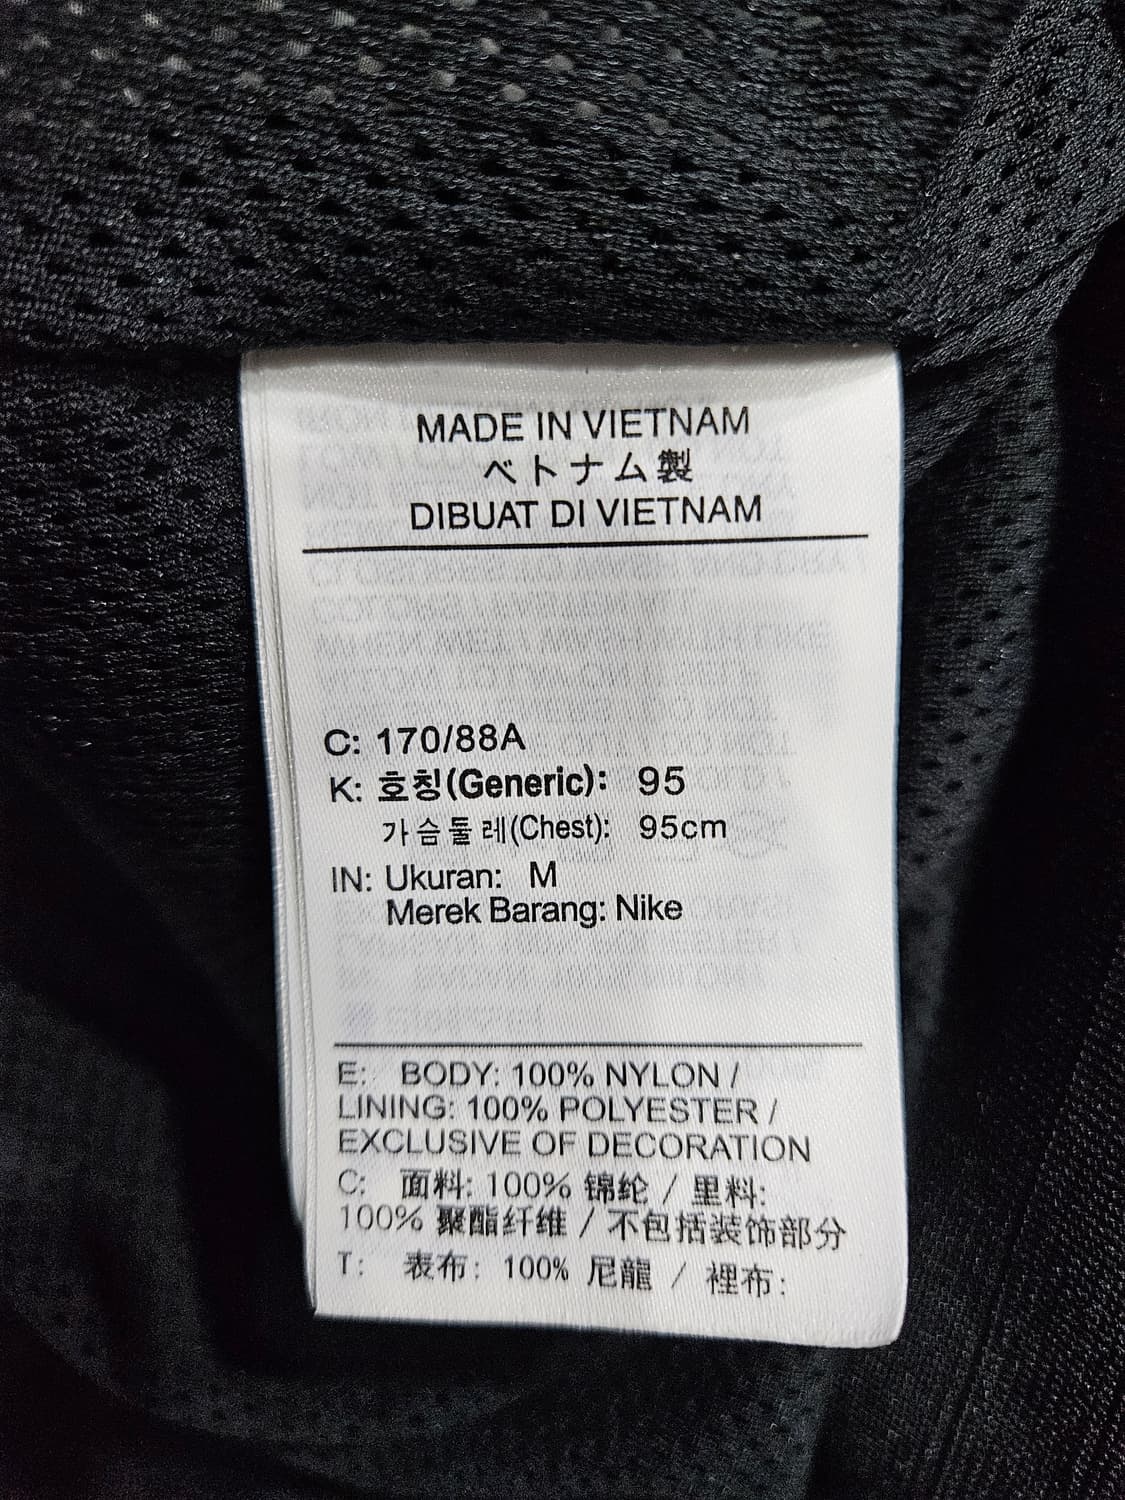 MADE IN VIETNAM
ベトナム製
DIBUAT DI VIETNAM
C: 170/88A
K: 호칭(Generic): 95
가슴둘레(Chest): 95cm
IN: Ukuran: M
Merek Barang: Nike
E: BODY: 100% NYLON /
LINING: 100% POLYESTER /
EXCLUSIVE OF DECORATION
C: 面料: 100% 锦纶 / 里料:
100% 聚酯纤维 / 不包括装饰部分
T: 表布: 100% 尼龍 / 裡布: